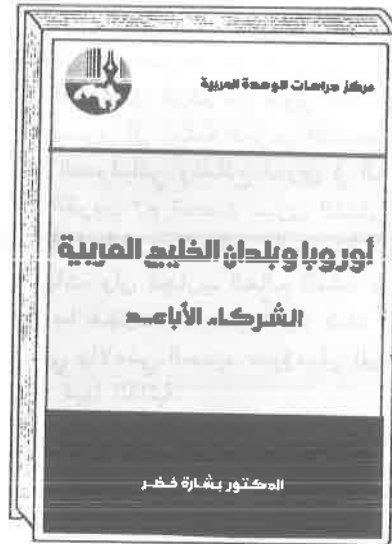 مركز دراسات الوحدة العربية
أوروبا وبلدان الخليج العربية
الشركاء الأباعد
الدكتور بشارة خضر